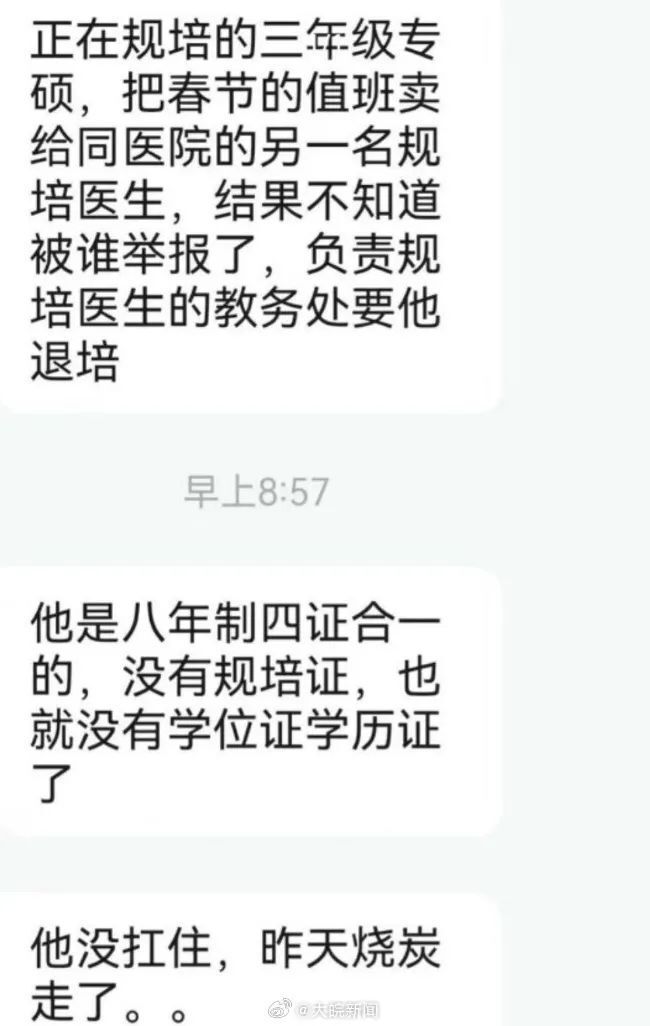 正在规培的三年级专
硕，把春节的值班卖
给同医院的另一名规
培医生，结果不知道
被谁举报了，负责规
培医生的教务处要他
退培
早上8:57
他是八年制四证合一
的，没有规培证，也
就没有学位证学历证
了
他没扛住，昨天烧炭
走了。。
@大皖新闻